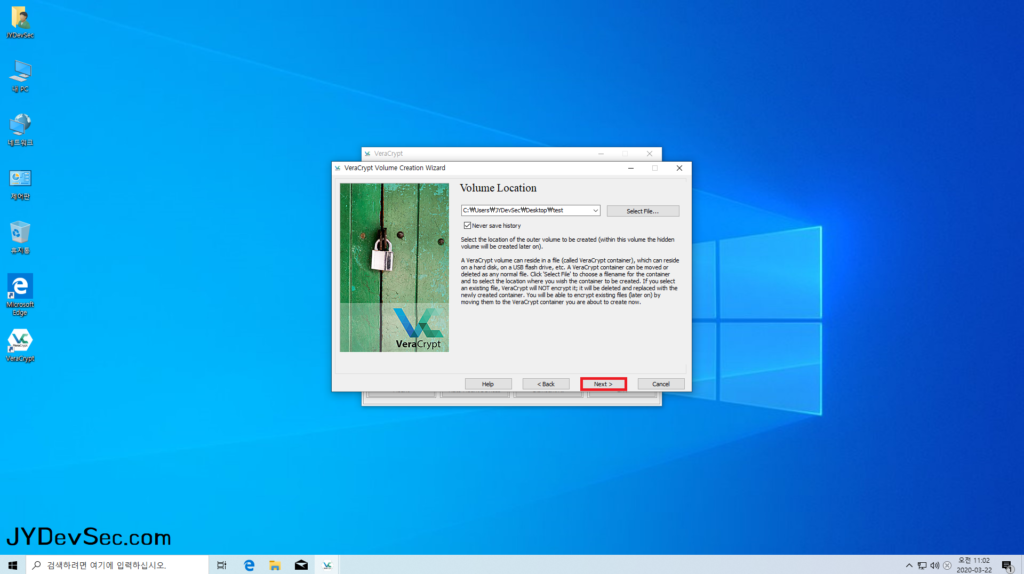 JYDevSec
내 PC
네트워크
제어판
휴지통
Microsoft
Edge
VeraCrypt
VeraCrypt
VeraCrypt Volume Creation Wizard
Volume Location
C:\Users\JYDevSec\Desktop\test
Select File...
Never save history
Select the location of the outer volume to be created (within this volume the hidden
volume will be created later on).
A VeraCrypt volume can reside in a file (called VeraCrypt container), which can reside
on a hard disk, on a USB flash drive, etc. A VeraCrypt container can be moved or
deleted as any normal file. Click 'Select File' to choose a filename for the container
and to select the location where you wish the container to be created. If you select
an existing file, VeraCrypt will NOT encrypt it; it will be deleted and replaced with the
newly created container. You will be able to encrypt existing files (later on) by
moving them to the VeraCrypt container you are about to create now.
VeraCrypt
Help
< Back
Next >
Cancel
JYDevSec.com
검색하려면 여기에 입력하십시오.
오전 11:02
2020-03-22
1